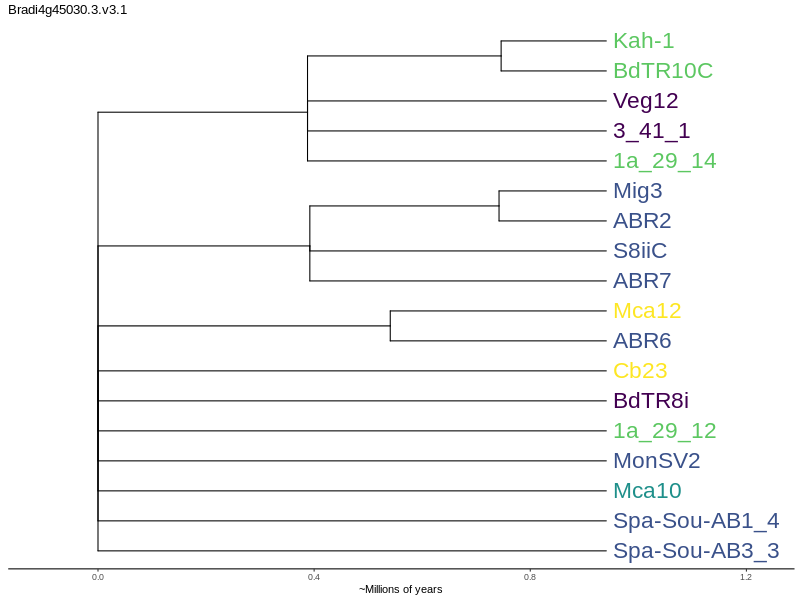 Bradi4g45030.3.v3.1
Kah-1
BdTR10C
Veg12
3_41_1
1a_29_14
Mig3
ABR2
S8iiC
ABR7
Mca12
ABR6
Cb23
BdTR8i
1a_29_12
MonSV2
Mca10
Spa-Sou-AB1_4
Spa-Sou-AB3_3
0.0 0.4 0.8 1.2
~Millions of years